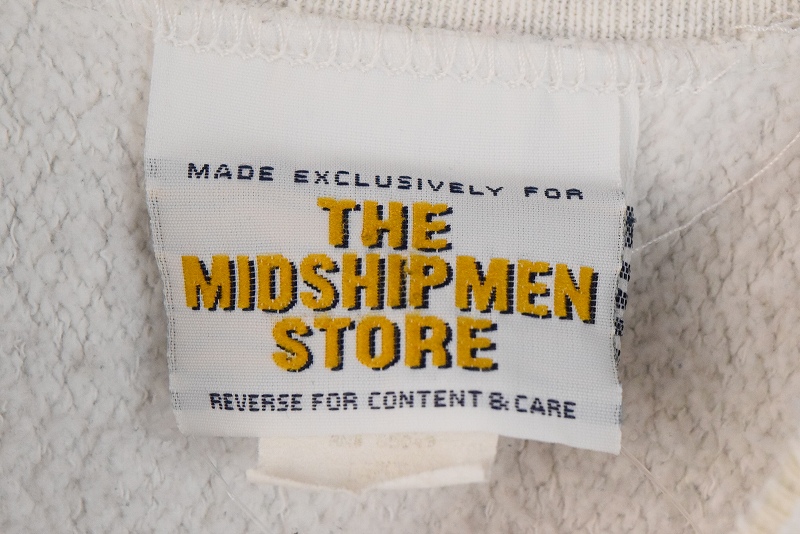 MADE EXCLUSIVELY FOR
THE
MIDSHIPMEN
STORE
REVERSE FOR CONTENT & CARE